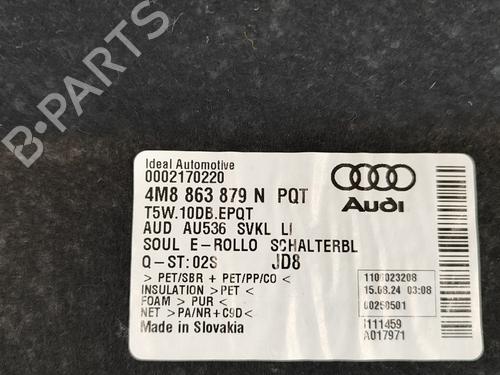 B-PARTS
Ideal Automotive
0002170220
4M8 863 879 N PQT
T5W.10DB.EPQT
AUD AU536 SVKL LI
SOUL E-ROLLO SCHALTERBL
Q-ST:02S JD8
> PET/SBR + PET/PP/CO <
INSULATION >PET <
FOAM > PUR <
NET >PA/NR+C9D<
Made in Slovakia
Audi
1106023208
15.08.24 03:08
00250501
I111459
A017971